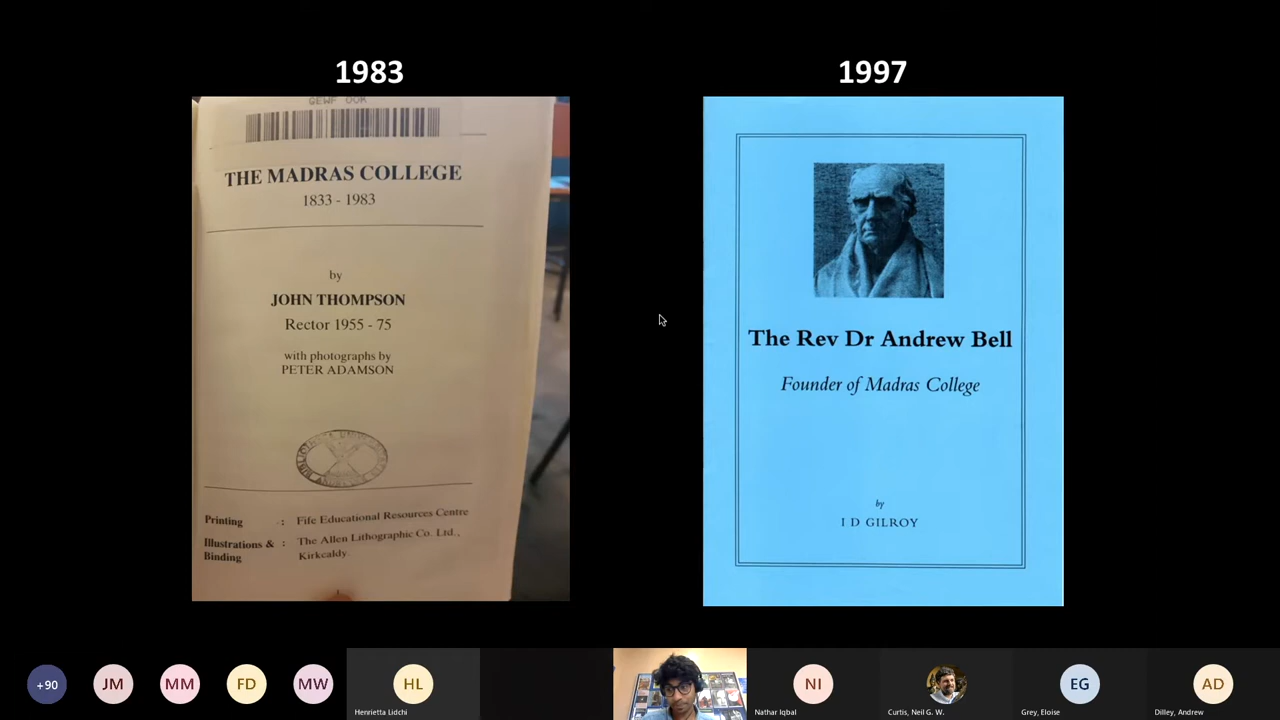 1983
1997
GEWF OOK
THE MADRAS COLLEGE
1833 - 1983
by
JOHN THOMPSON
Rector 1955 - 75
with photographs by
PETER ADAMSON
Printing : Fife Educational Resources Centre
Illustrations & : The Allen Lithographic Co. Ltd.,
Binding Kirkcaldy.
The Rev Dr Andrew Bell
Founder of Madras College
by
I D GILROY
+90
JM
MM
FD
MW
HL
Henrietta Lidchi
NI
Nathar Iqbal
Curtis, Neil G. W.
EG
Grey, Eloise
AD
Dilley, Andrew